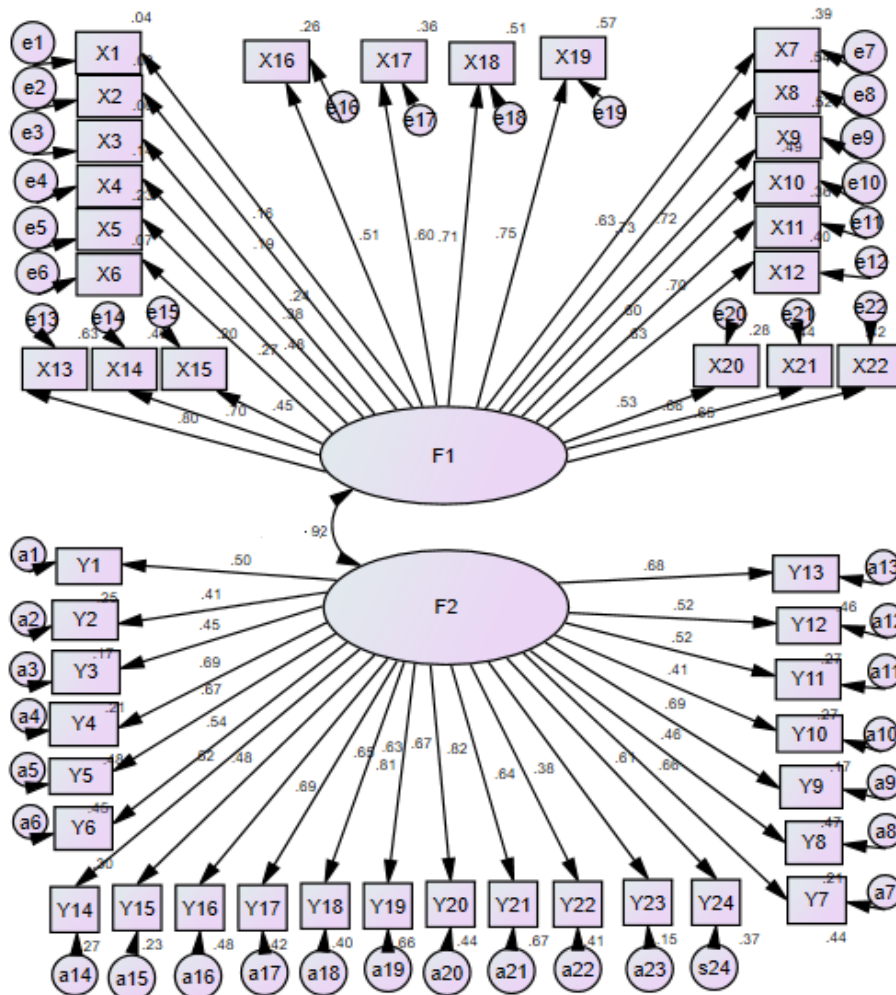 .04 .26 .36 .51 .57 .39
e1 X1 X16 X17 X18 X19 X7 e7
e2 X2 e16 e17 e18 e19 X8 e8
e3 X3 X9 e9
.49
e4 X4 X10 e10
.23
e5 X5 X11 e11
.07 .40
e6 X6 X12 e12
.16
.19 .51 .60 .71 .75 .63 .73 .72
.24
.38 .70
.48 .60
.27 .63
e13 e14 e15 e20 e21 e22
.63 .20 .28
X13 X14 X15 X20 X21 X22
.80 .70 .45 .53
F1
.92
a1 Y1 .50 F2 .68 Y13 a13
.25 .41 .52 .46
a2 Y2 .45 .52 Y12
.17 .27
a3 Y3 .69 .41 Y11 a11
.21 .67 .69 .27
a4 Y4 .54 .46 Y10 a10
.48 .48 .17
a5 Y5 .69 .65 .63 .81 .67 .82 .64 .38 .61 .66 Y9 a9
.45 .47
a6 Y6 Y8 a8
.30 .21
Y14 Y15 Y16 Y17 Y18 Y19 Y20 Y21 Y22 Y23 Y24 Y7 a7
.27 .23 .48 .42 .40 .66 .44 .67 .41 .15 .37 .44
a14 a15 a16 a17 a18 a19 a20 a21 a22 a23 s24